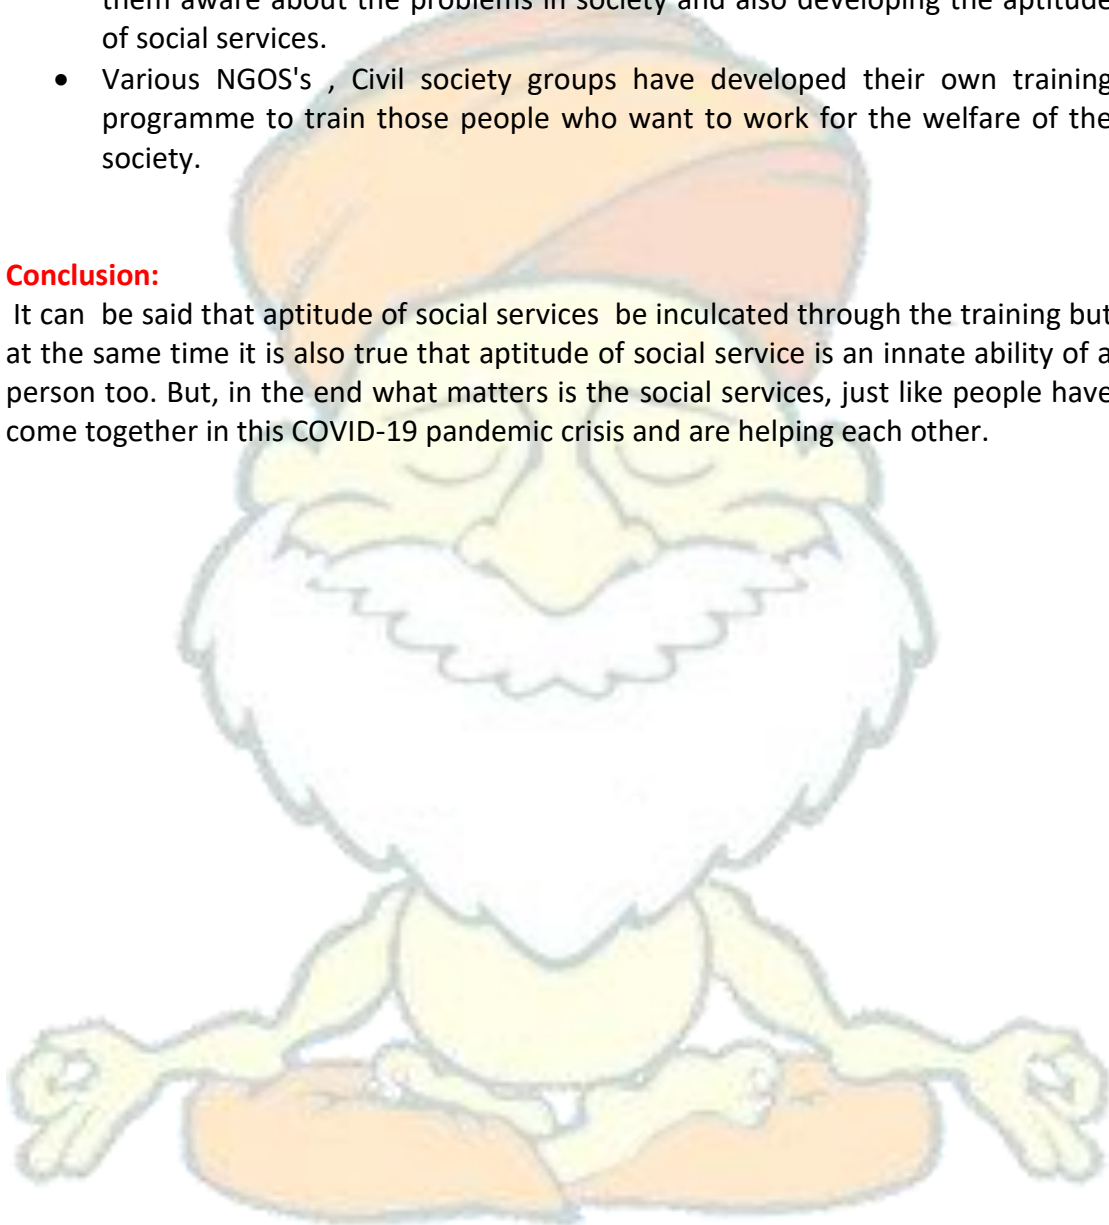 them aware about the problems in society and also developing the aptitude
of social services.
• Various NGOS's , Civil society groups have developed their own training
programme to train those people who want to work for the welfare of the
society.
Conclusion:
It can be said that aptitude of social services be inculcated through the training but
at the same time it is also true that aptitude of social service is an innate ability of a
person too. But, in the end what matters is the social services, just like people have
come together in this COVID-19 pandemic crisis and are helping each other.